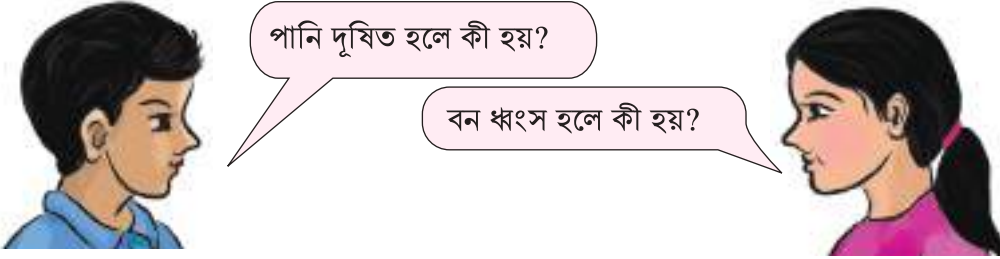 পানি দূষিত হলে কী হয়?
বন ধ্বংস হলে কী হয়?